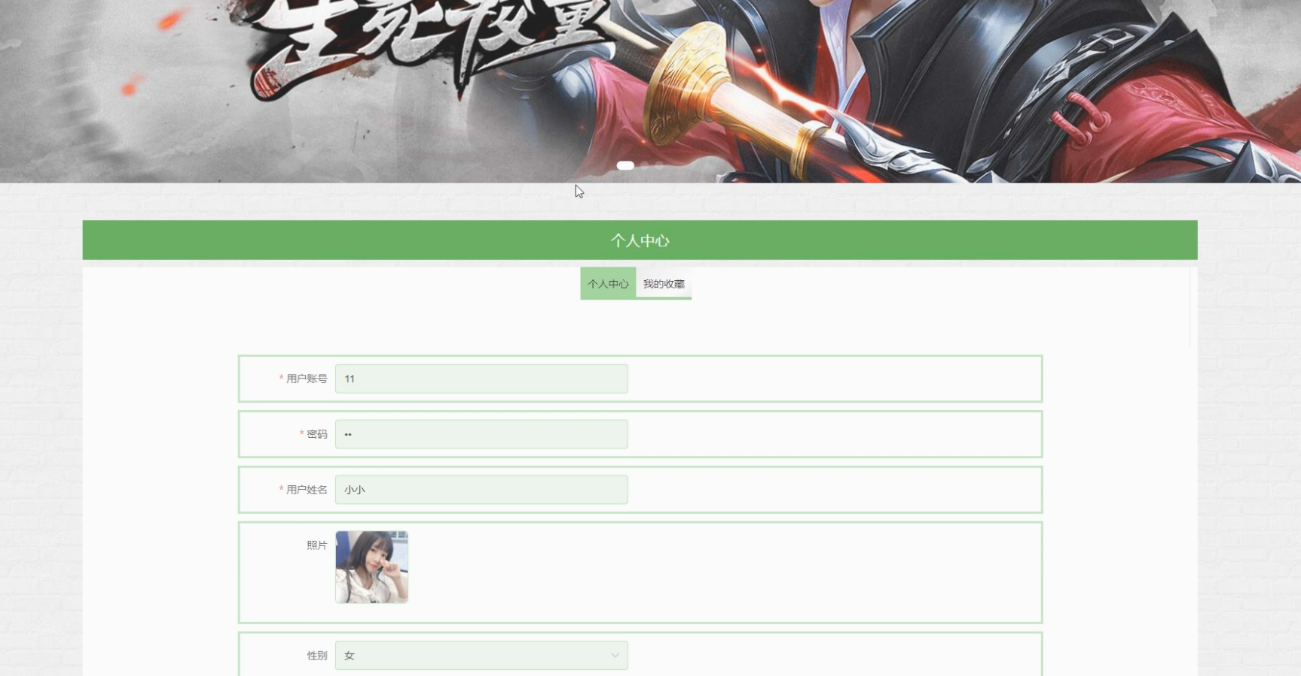 生死枚量
个人中心
个人中心 我的收藏
* 用户账号 11
* 密码 ••
* 用户姓名 小小
照片
性别 女